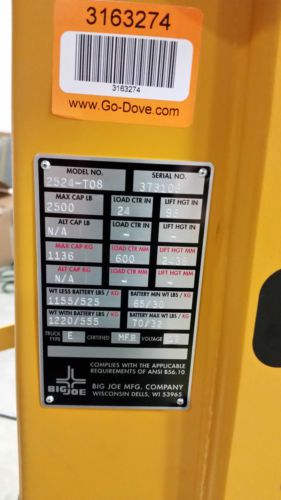 3163274
3163274
www.Go-Dove.com
MODEL NO. SERIAL NO.
2524-T08
MAX CAP LB LOAD CTR IN LIFT HGT IN
2500 24
ALT CAP LB LOAD CTR IN LIFT HGT IN
N/A - -
MAX CAP KG LOAD CTR MM LIFT HGT MM
1136 600
ALT CAP KG LOAD CTR MM LIFT HGT MM
N/A - -
WT LESS BATTERY LBS / KG BATTERY MIN WT LBS / KG
1155/525 65/30
WT WITH BATTERY LBS / KG BATTERY MAX WT LBS / KG
1220/555 70/32
TRUCK TYPE E CERTIFIED MFR VOLTAGE
COMPLIES WITH THE APPLICABLE
REQUIREMENTS OF ANSI B56.10
BIG JOE
BIG JOE MFG. COMPANY
WISCONSIN DELLS, WI 53965